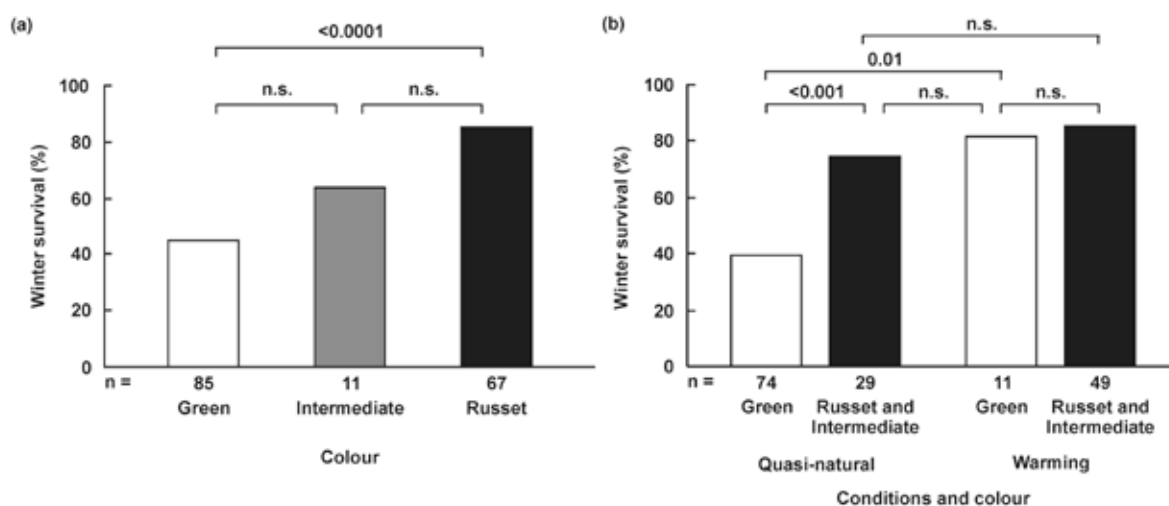 (a)
<0.0001
n.s.
n.s.
100
80
60
40
20
0
Winter survival (%)
n =
85
11
67
Green
Intermediate
Russet
Colour
(b)
n.s.
0.01
<0.001
n.s.
n.s.
100
80
60
40
20
0
Winter survival (%)
n =
74
29
11
49
Green
Russet and
Intermediate
Green
Russet and
Intermediate
Quasi-natural
Warming
Conditions and colour